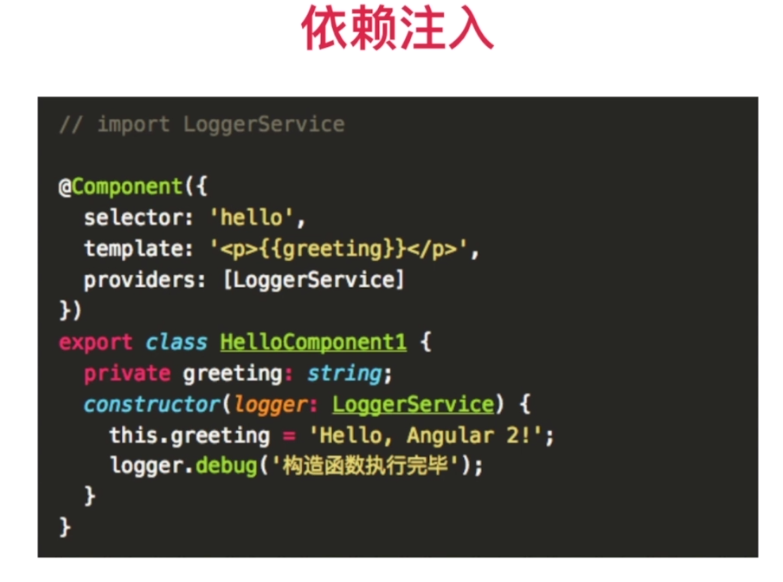 依赖注入
// import LoggerService
@Component({
  selector: 'hello',
  template: '<p>{{greeting}}</p>',
  providers: [LoggerService]
})
export class HelloComponent1 {
  private greeting: string;
  constructor(logger: LoggerService) {
    this.greeting = 'Hello, Angular 2!';
    logger.debug('构造函数执行完毕');
  }
}